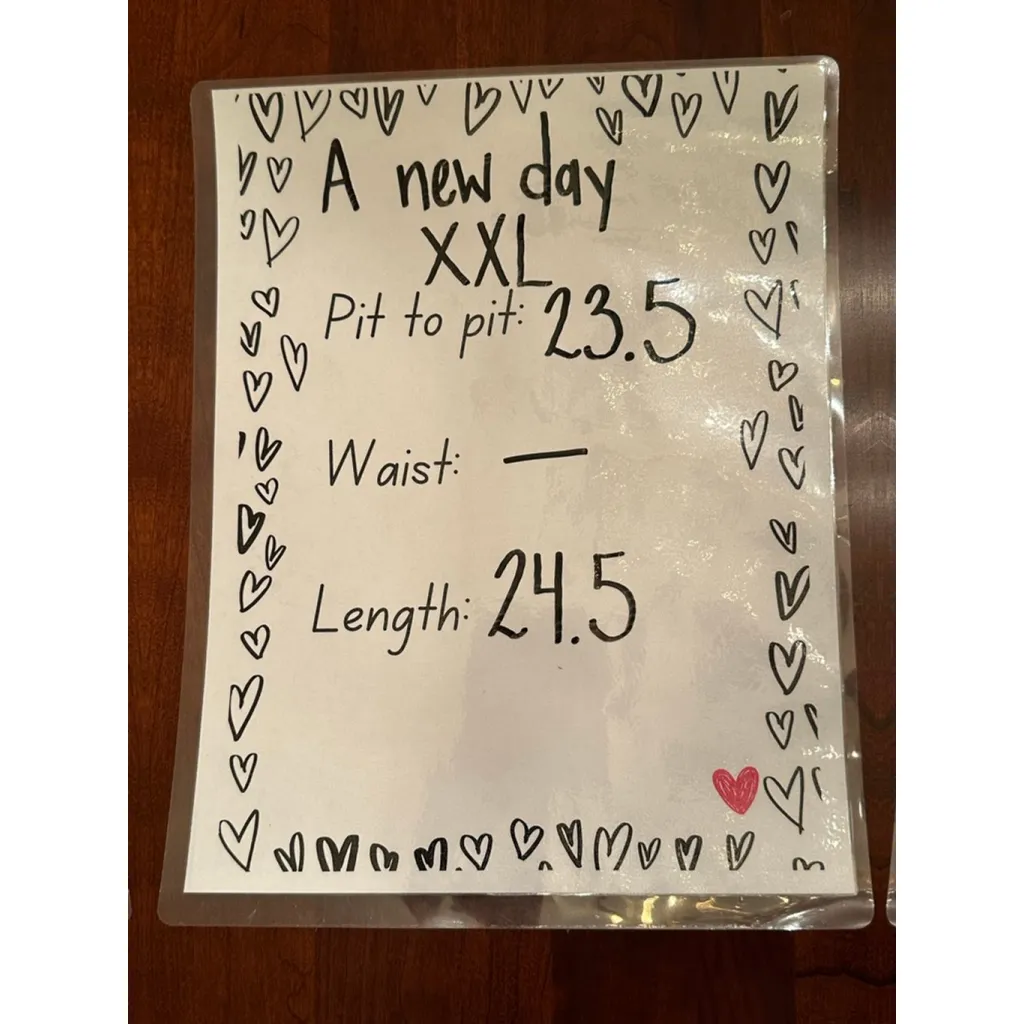 A new day
XXL
Pit to pit: 23.5
Waist: —
Length: 24.5